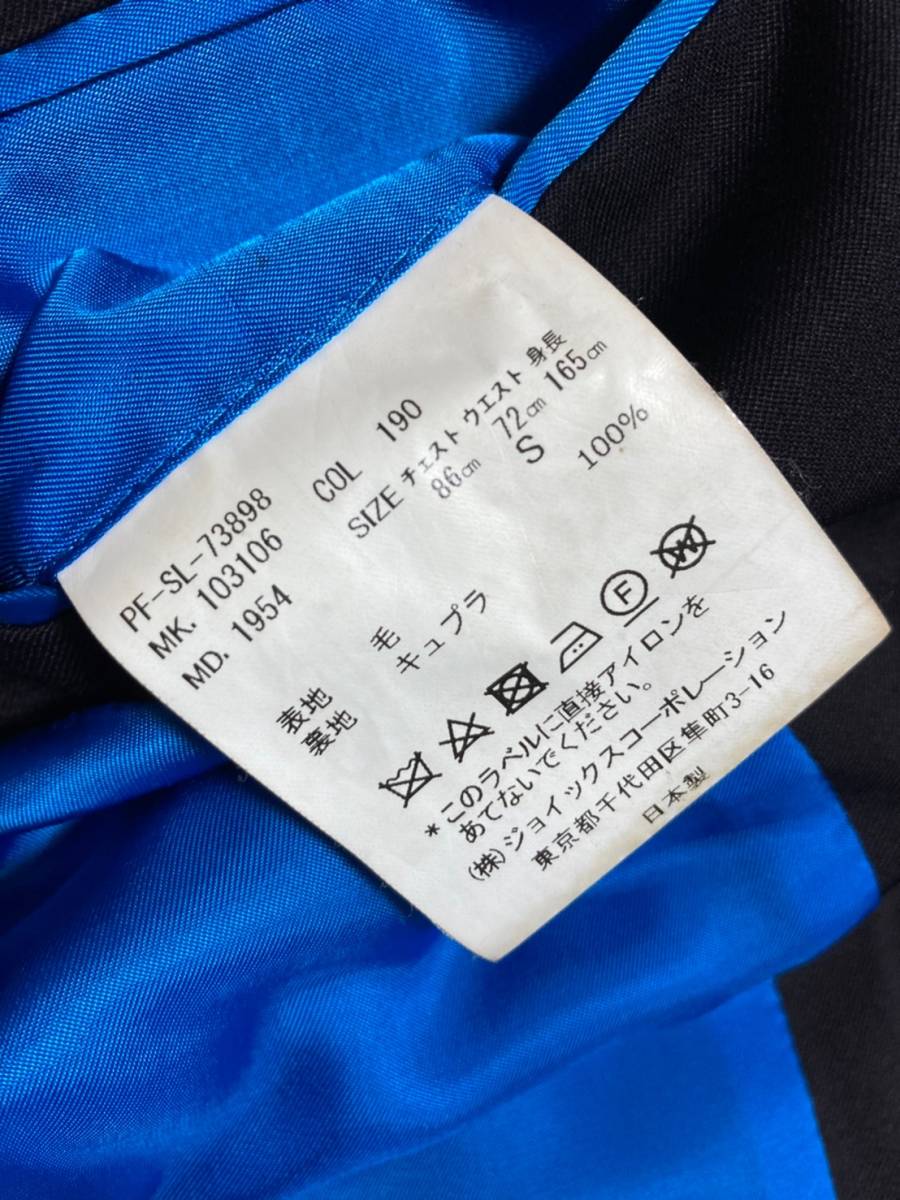 PF-SL-73898
MK. 103106 COL 190
MD. 1954
SIZE チェスト ウエスト 身長
86cm 72cm 165cm
S
表地 毛 100%
裏地 キュプラ
F W
*このラベルに直接アイロンを
あてないでください。
(株)ジョイックスコーポレーション
東京都千代田区隼町3-16
日本製